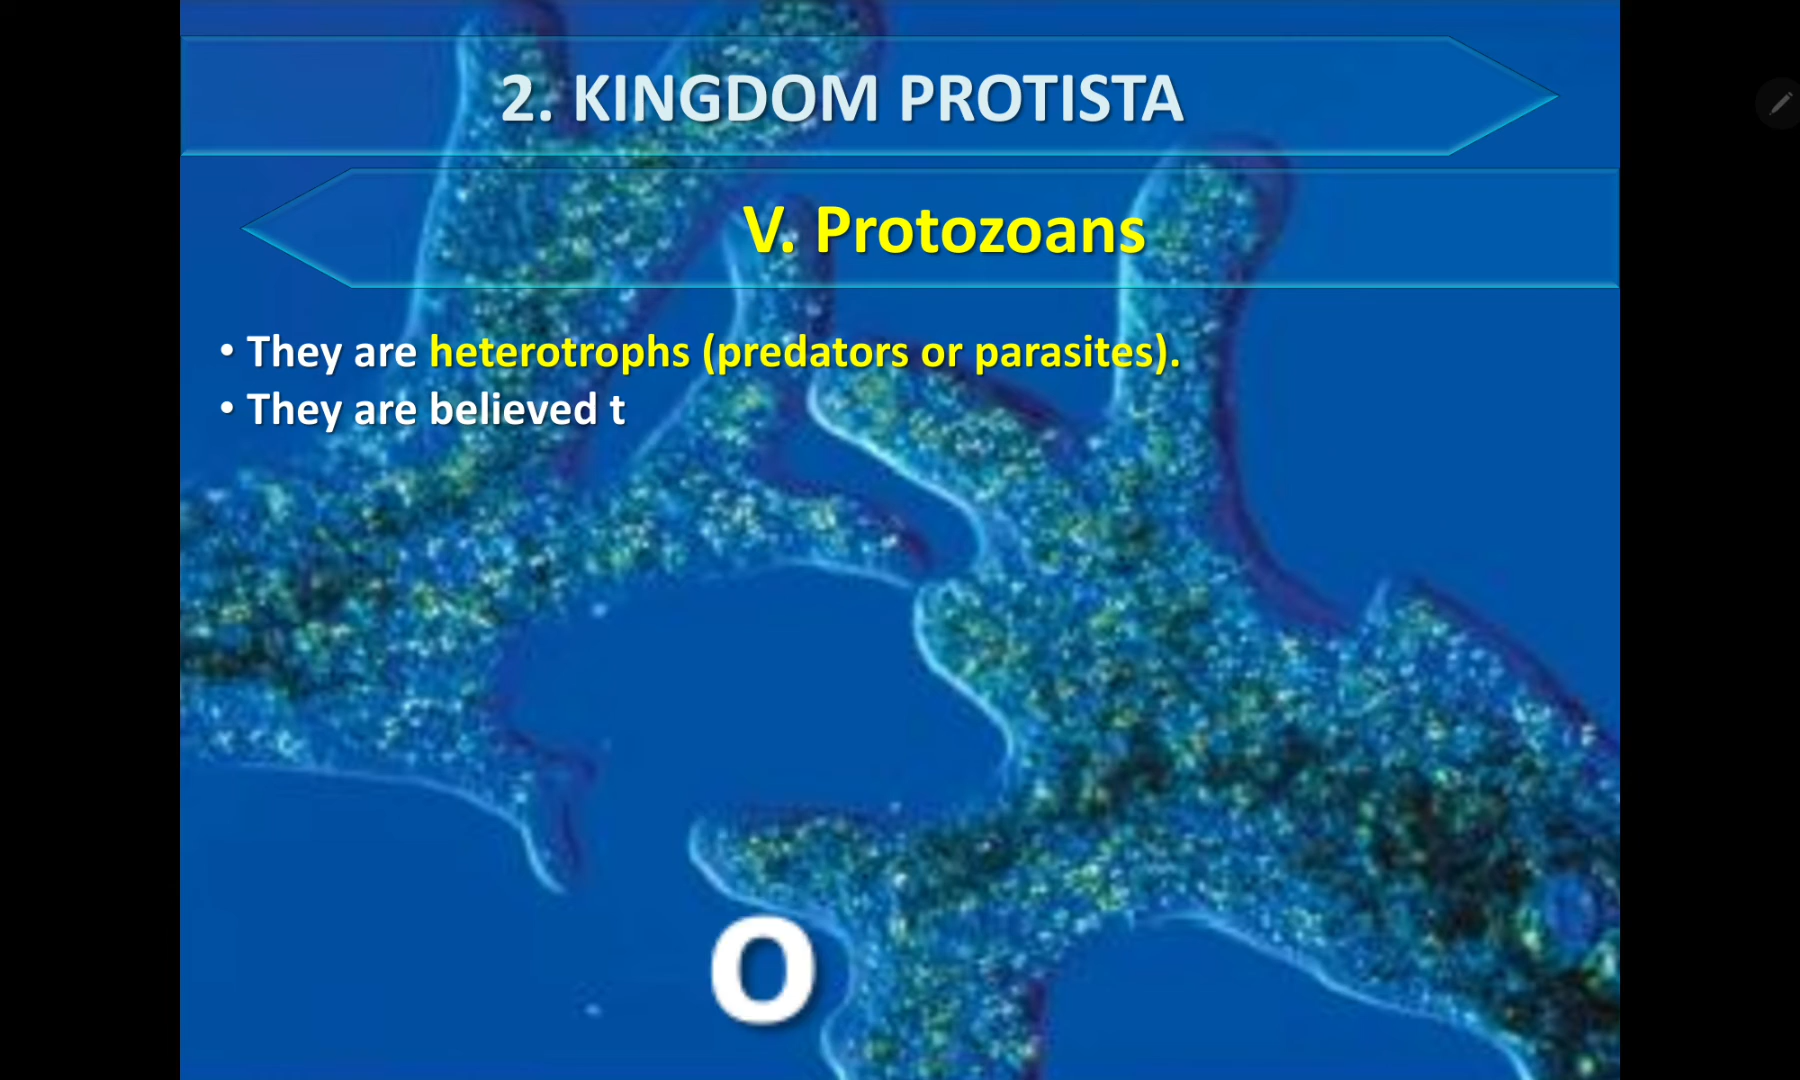 2. KINGDOM PROTISTA
V. Protozoans
• They are heterotrophs (predators or parasites).
• They are believed t
o